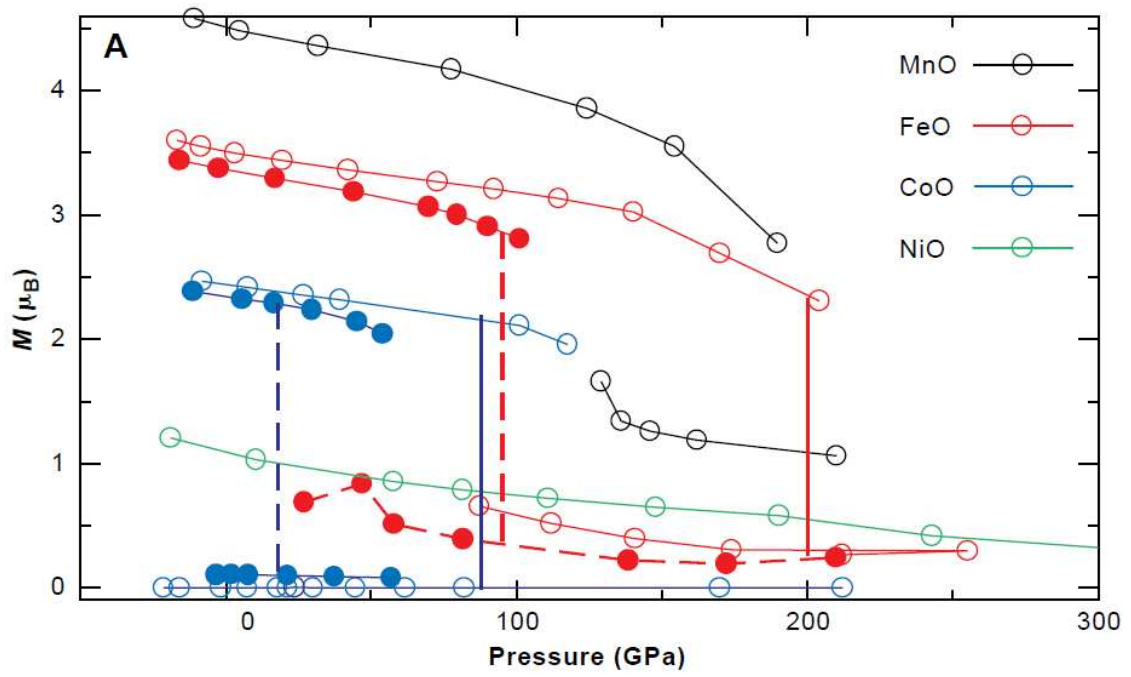 A
MnO
FeO
CoO
NiO
4
3
2
1
0
M (μB)
0 100 200 300
Pressure (GPa)